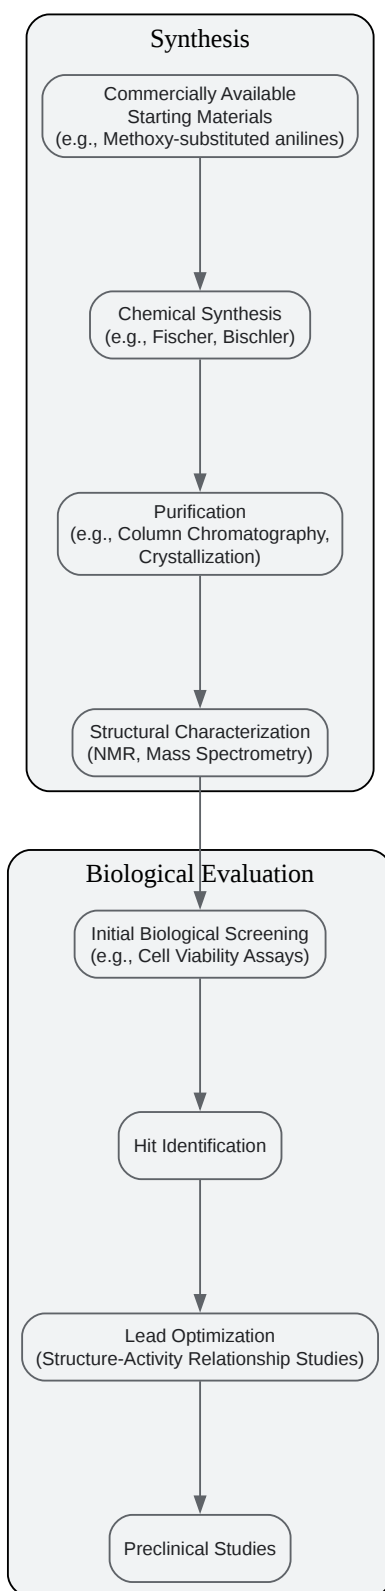 Synthesis
Commercially Available
Starting Materials
(e.g., Methoxy-substituted anilines)
Chemical Synthesis
(e.g., Fischer, Bischler)
Purification
(e.g., Column Chromatography,
Crystallization)
Structural Characterization
(NMR, Mass Spectrometry)
Biological Evaluation
Initial Biological Screening
(e.g., Cell Viability Assays)
Hit Identification
Lead Optimization
(Structure-Activity Relationship Studies)
Preclinical Studies